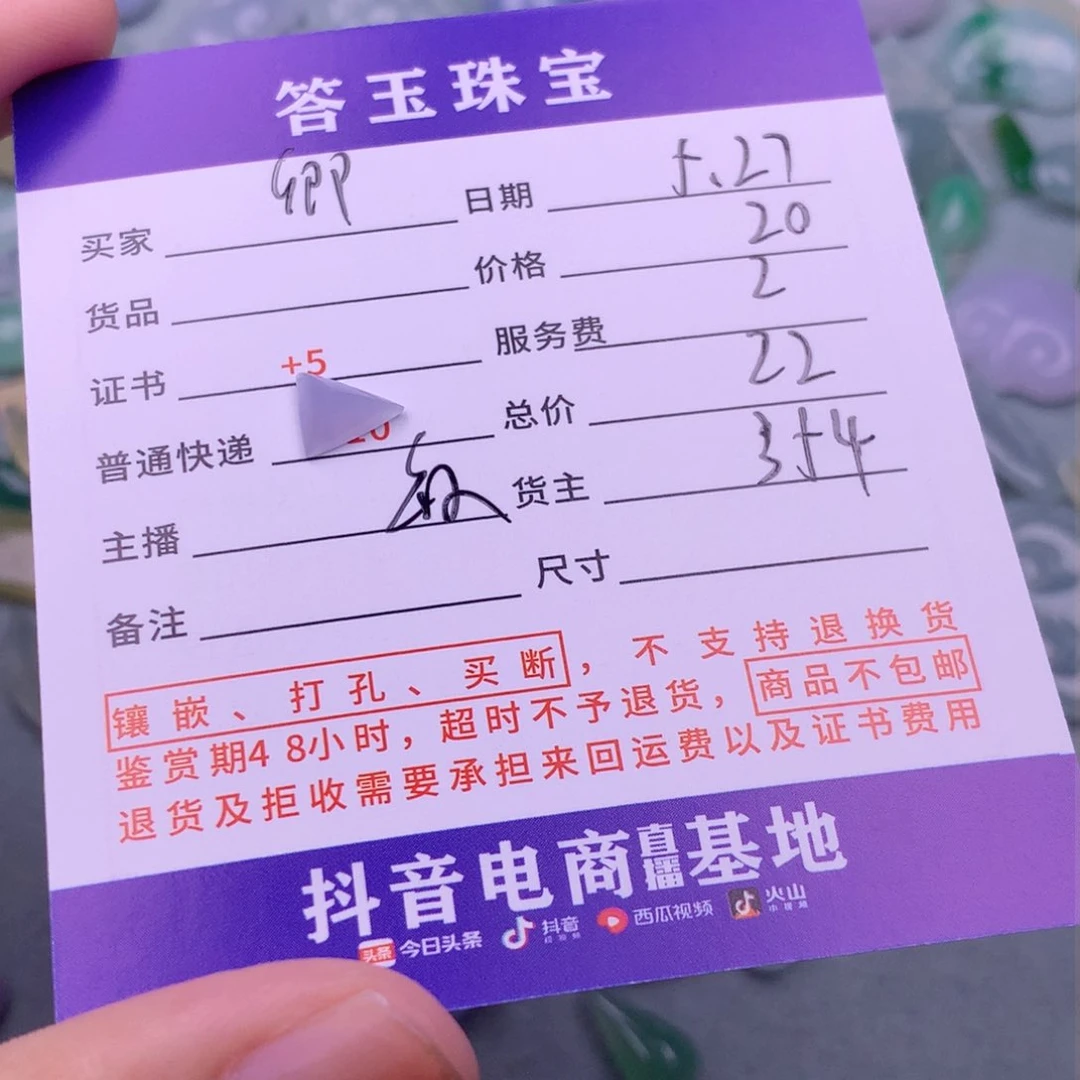 答玉珠宝
买家 卿 日期 5.27
货品 价格 20
证书 +5 服务费 2
普通快递 总价 22
主播 货主 354
备注 尺寸
镶嵌、打孔、买断，不支持退换货
鉴赏期48小时，超时不予退货，商品不包邮
退货及拒收需要承担来回运费以及证书费用
抖音电商直播基地
头条 今日头条 抖音 西瓜视频 火山